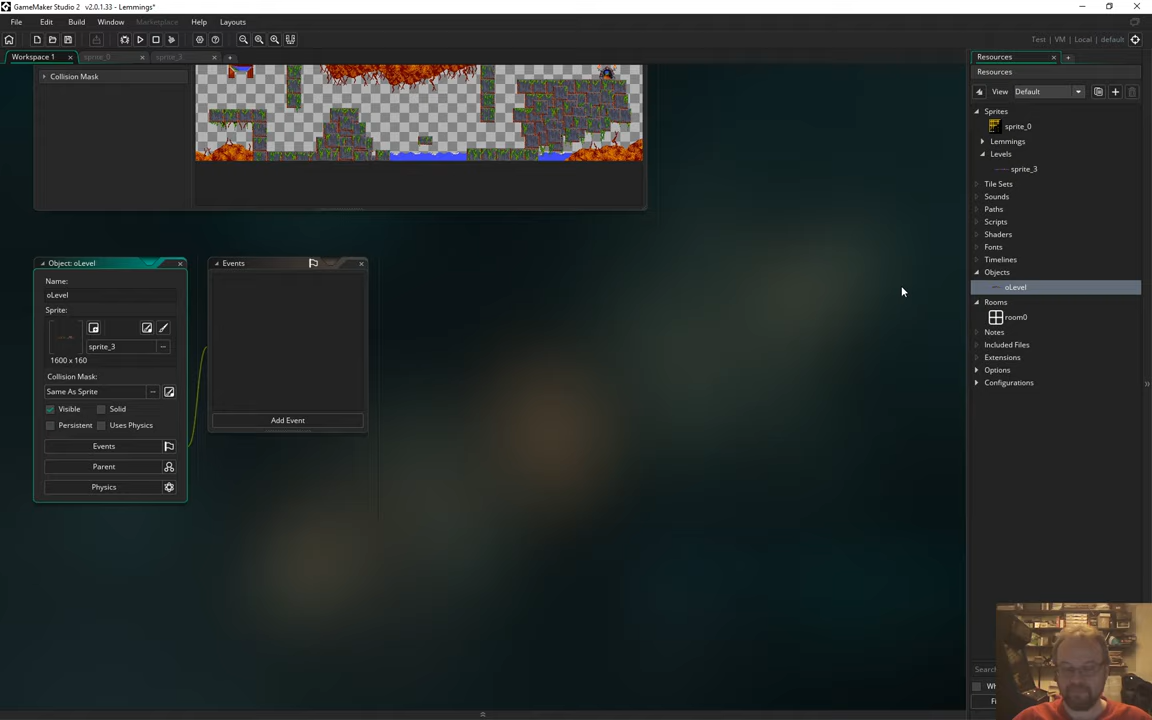 GameMaker Studio 2 v2.0.1.33 - Lemmings*
File Edit Build Window Marketplace Help Layouts
Test | VM | Local | default
Workspace 1 sprite_0 sprite_3
Resources
Resources
View Default
Collision Mask
Sprites
sprite_0
Lemmings
Levels
sprite_3
Tile Sets
Sounds
Paths
Scripts
Shaders
Fonts
Timelines
Objects
oLevel
Rooms
room0
Notes
Included Files
Extensions
Options
Configurations
Object: oLevel
Name:
oLevel
Sprite:
sprite_3
1600 x 160
Collision Mask:
Same As Sprite
Visible Solid
Persistent Uses Physics
Events
Parent
Physics
Events
Add Event